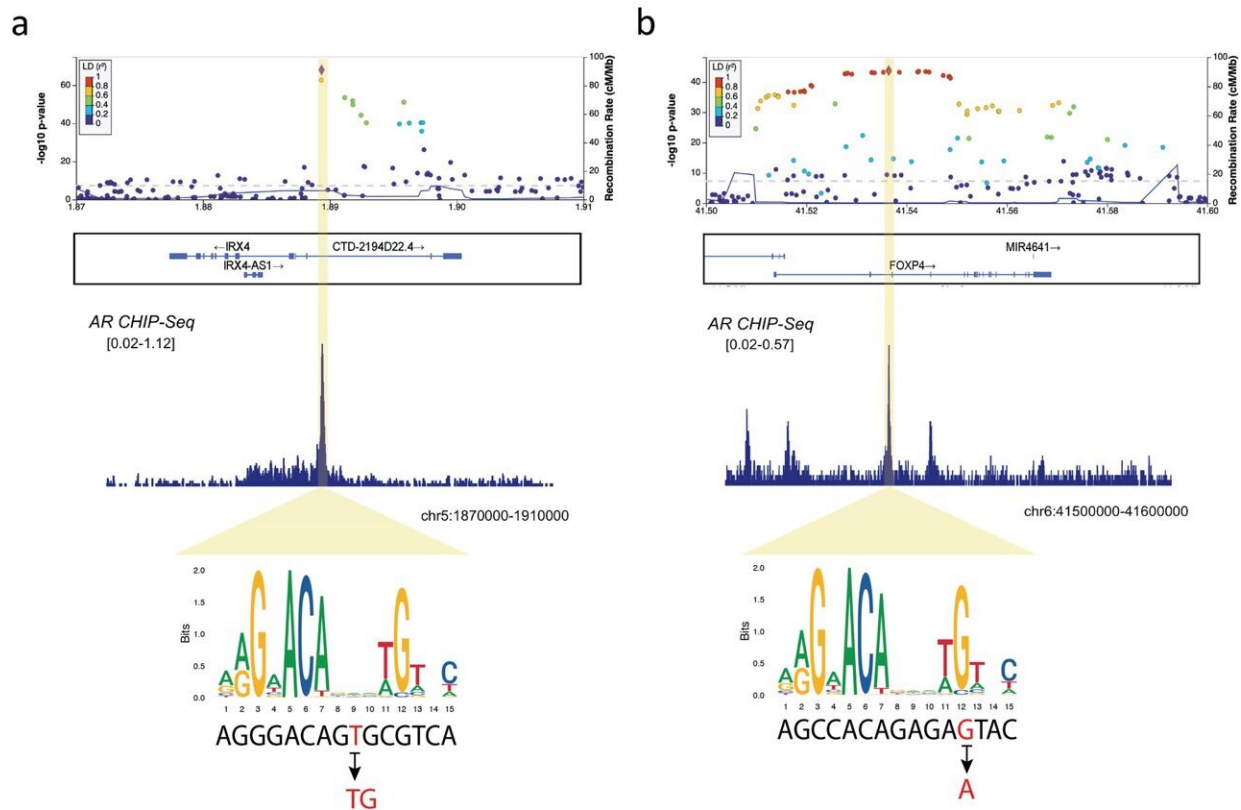 a
LD (r²)
1
0.8
0.6
0.4
0.2
0
-log10 p-value
60
40
20
0
100
80
60
40
20
0
Recombination Rate (cM/Mb)
1.87 1.88 1.89 1.90 1.91
←IRX4 CTD-2194D22.4→
IRX4-AS1→
AR CHIP-Seq
[0.02-1.12]
chr5:1870000-1910000
Bits
2.0
1.5
1.0
0.5
0.0
1 2 3 4 5 6 7 8 9 10 11 12 13 14 15
AGGGACAGTGCGTCA
TG
b
LD (r²)
1
0.8
0.6
0.4
0.2
0
-log10 p-value
40
30
20
10
0
100
80
60
40
20
0
Recombination Rate (cM/Mb)
41.50 41.52 41.54 41.56 41.58 41.60
MIR4641→
FOXP4→
AR CHIP-Seq
[0.02-0.57]
chr6:41500000-41600000
Bits
2.0
1.5
1.0
0.5
0.0
1 2 3 4 5 6 7 8 9 10 11 12 13 14 15
AGCCACAGAGAGTAC
A